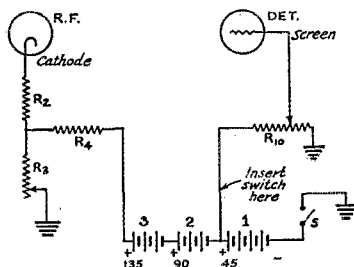 R.F.
DET.
Screen
Cathode
R2
R10
R4
R3
Insert
switch
here
3 2 1
S
+ + + -
135 90 45